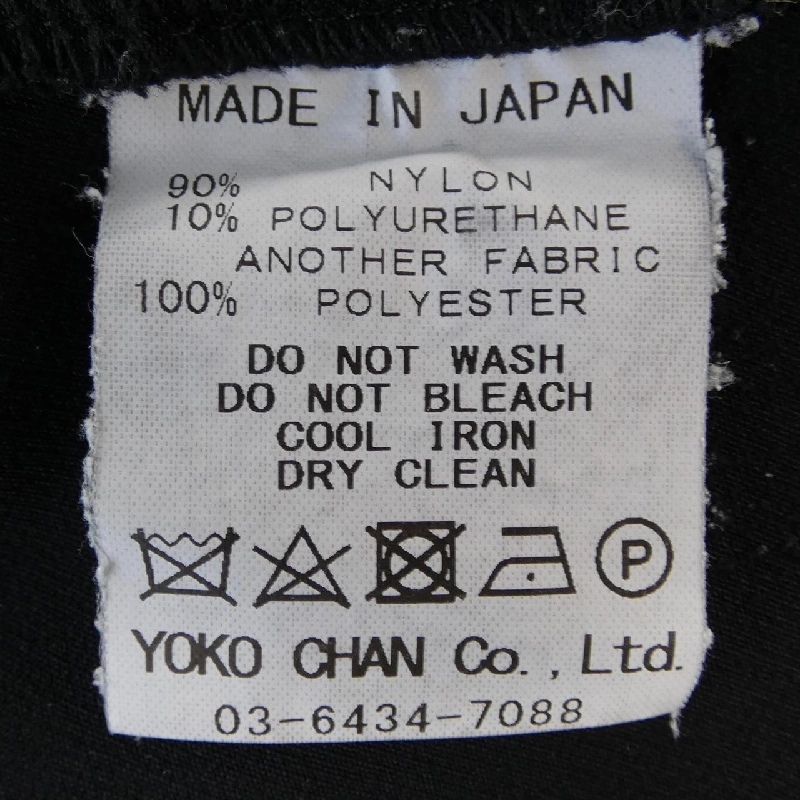 MADE IN JAPAN
90% NYLON
10% POLYURETHANE
ANOTHER FABRIC
100% POLYESTER
DO NOT WASH
DO NOT BLEACH
COOL IRON
DRY CLEAN
P
YOKO CHAN Co., Ltd.
03-6434-7088